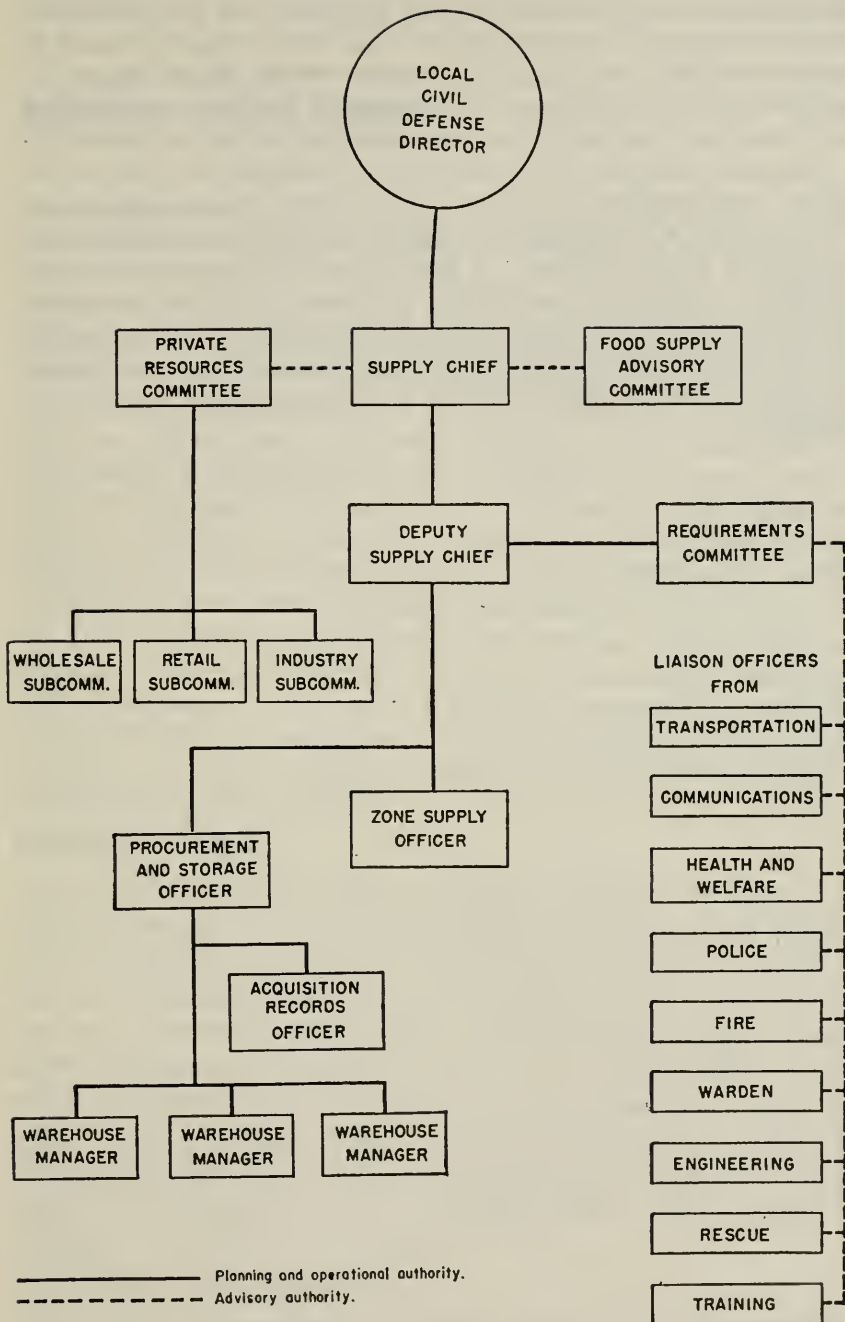 LOCAL
CIVIL
DEFENSE
DIRECTOR
PRIVATE
RESOURCES
COMMITTEE
SUPPLY CHIEF
FOOD SUPPLY
ADVISORY
COMMITTEE
DEPUTY
SUPPLY CHIEF
REQUIREMENTS
COMMITTEE
WHOLESALE
SUBCOMM.
RETAIL
SUBCOMM.
INDUSTRY
SUBCOMM.
LIAISON OFFICERS
FROM
TRANSPORTATION
COMMUNICATIONS
HEALTH AND
WELFARE
POLICE
FIRE
WARDEN
ENGINEERING
RESCUE
TRAINING
ZONE SUPPLY
OFFICER
PROCUREMENT
AND STORAGE
OFFICER
ACQUISITION
RECORDS
OFFICER
WAREHOUSE
MANAGER
WAREHOUSE
MANAGER
WAREHOUSE
MANAGER
Planning and operational authority.
Advisory authority.